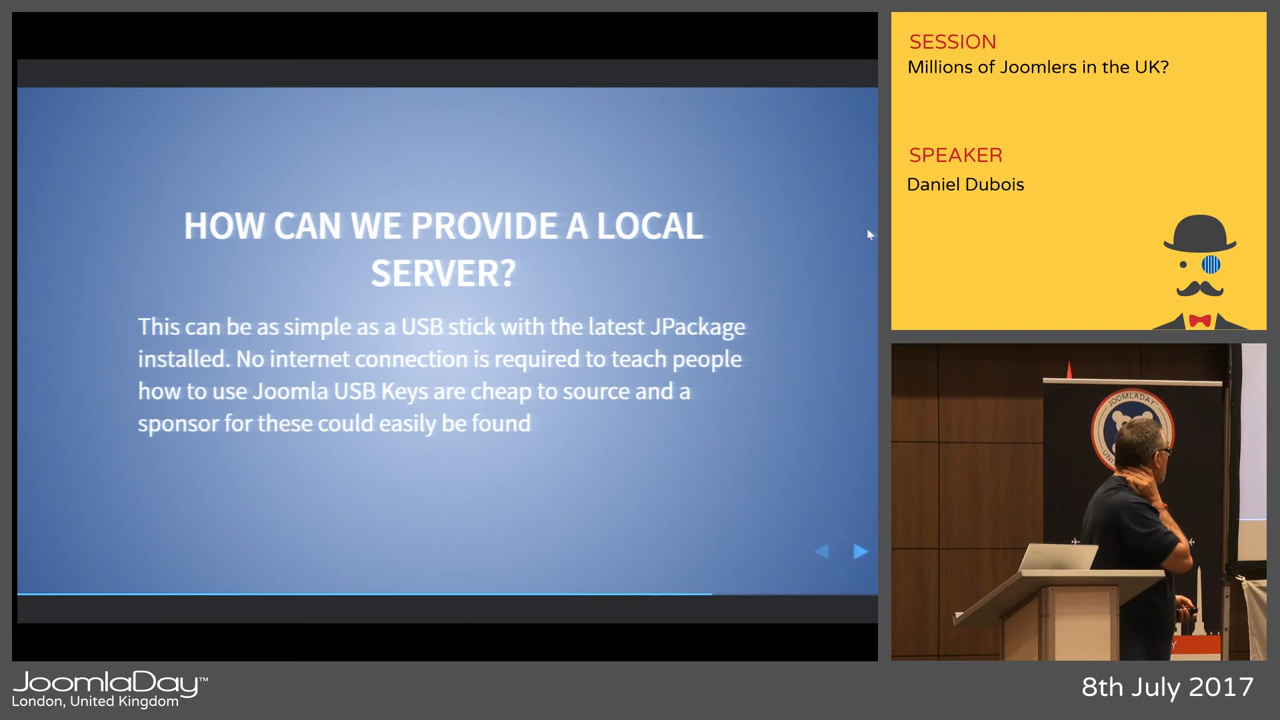 HOW CAN WE PROVIDE A LOCAL
SERVER?
This can be as simple as a USB stick with the latest JPackage
installed. No internet connection is required to teach people
how to use Joomla USB Keys are cheap to source and a
sponsor for these could easily be found
SESSION
Millions of Joomlers in the UK?
SPEAKER
Daniel Dubois
JOOMLADAY
JoomlaDay™
London, United Kingdom
8th July 2017